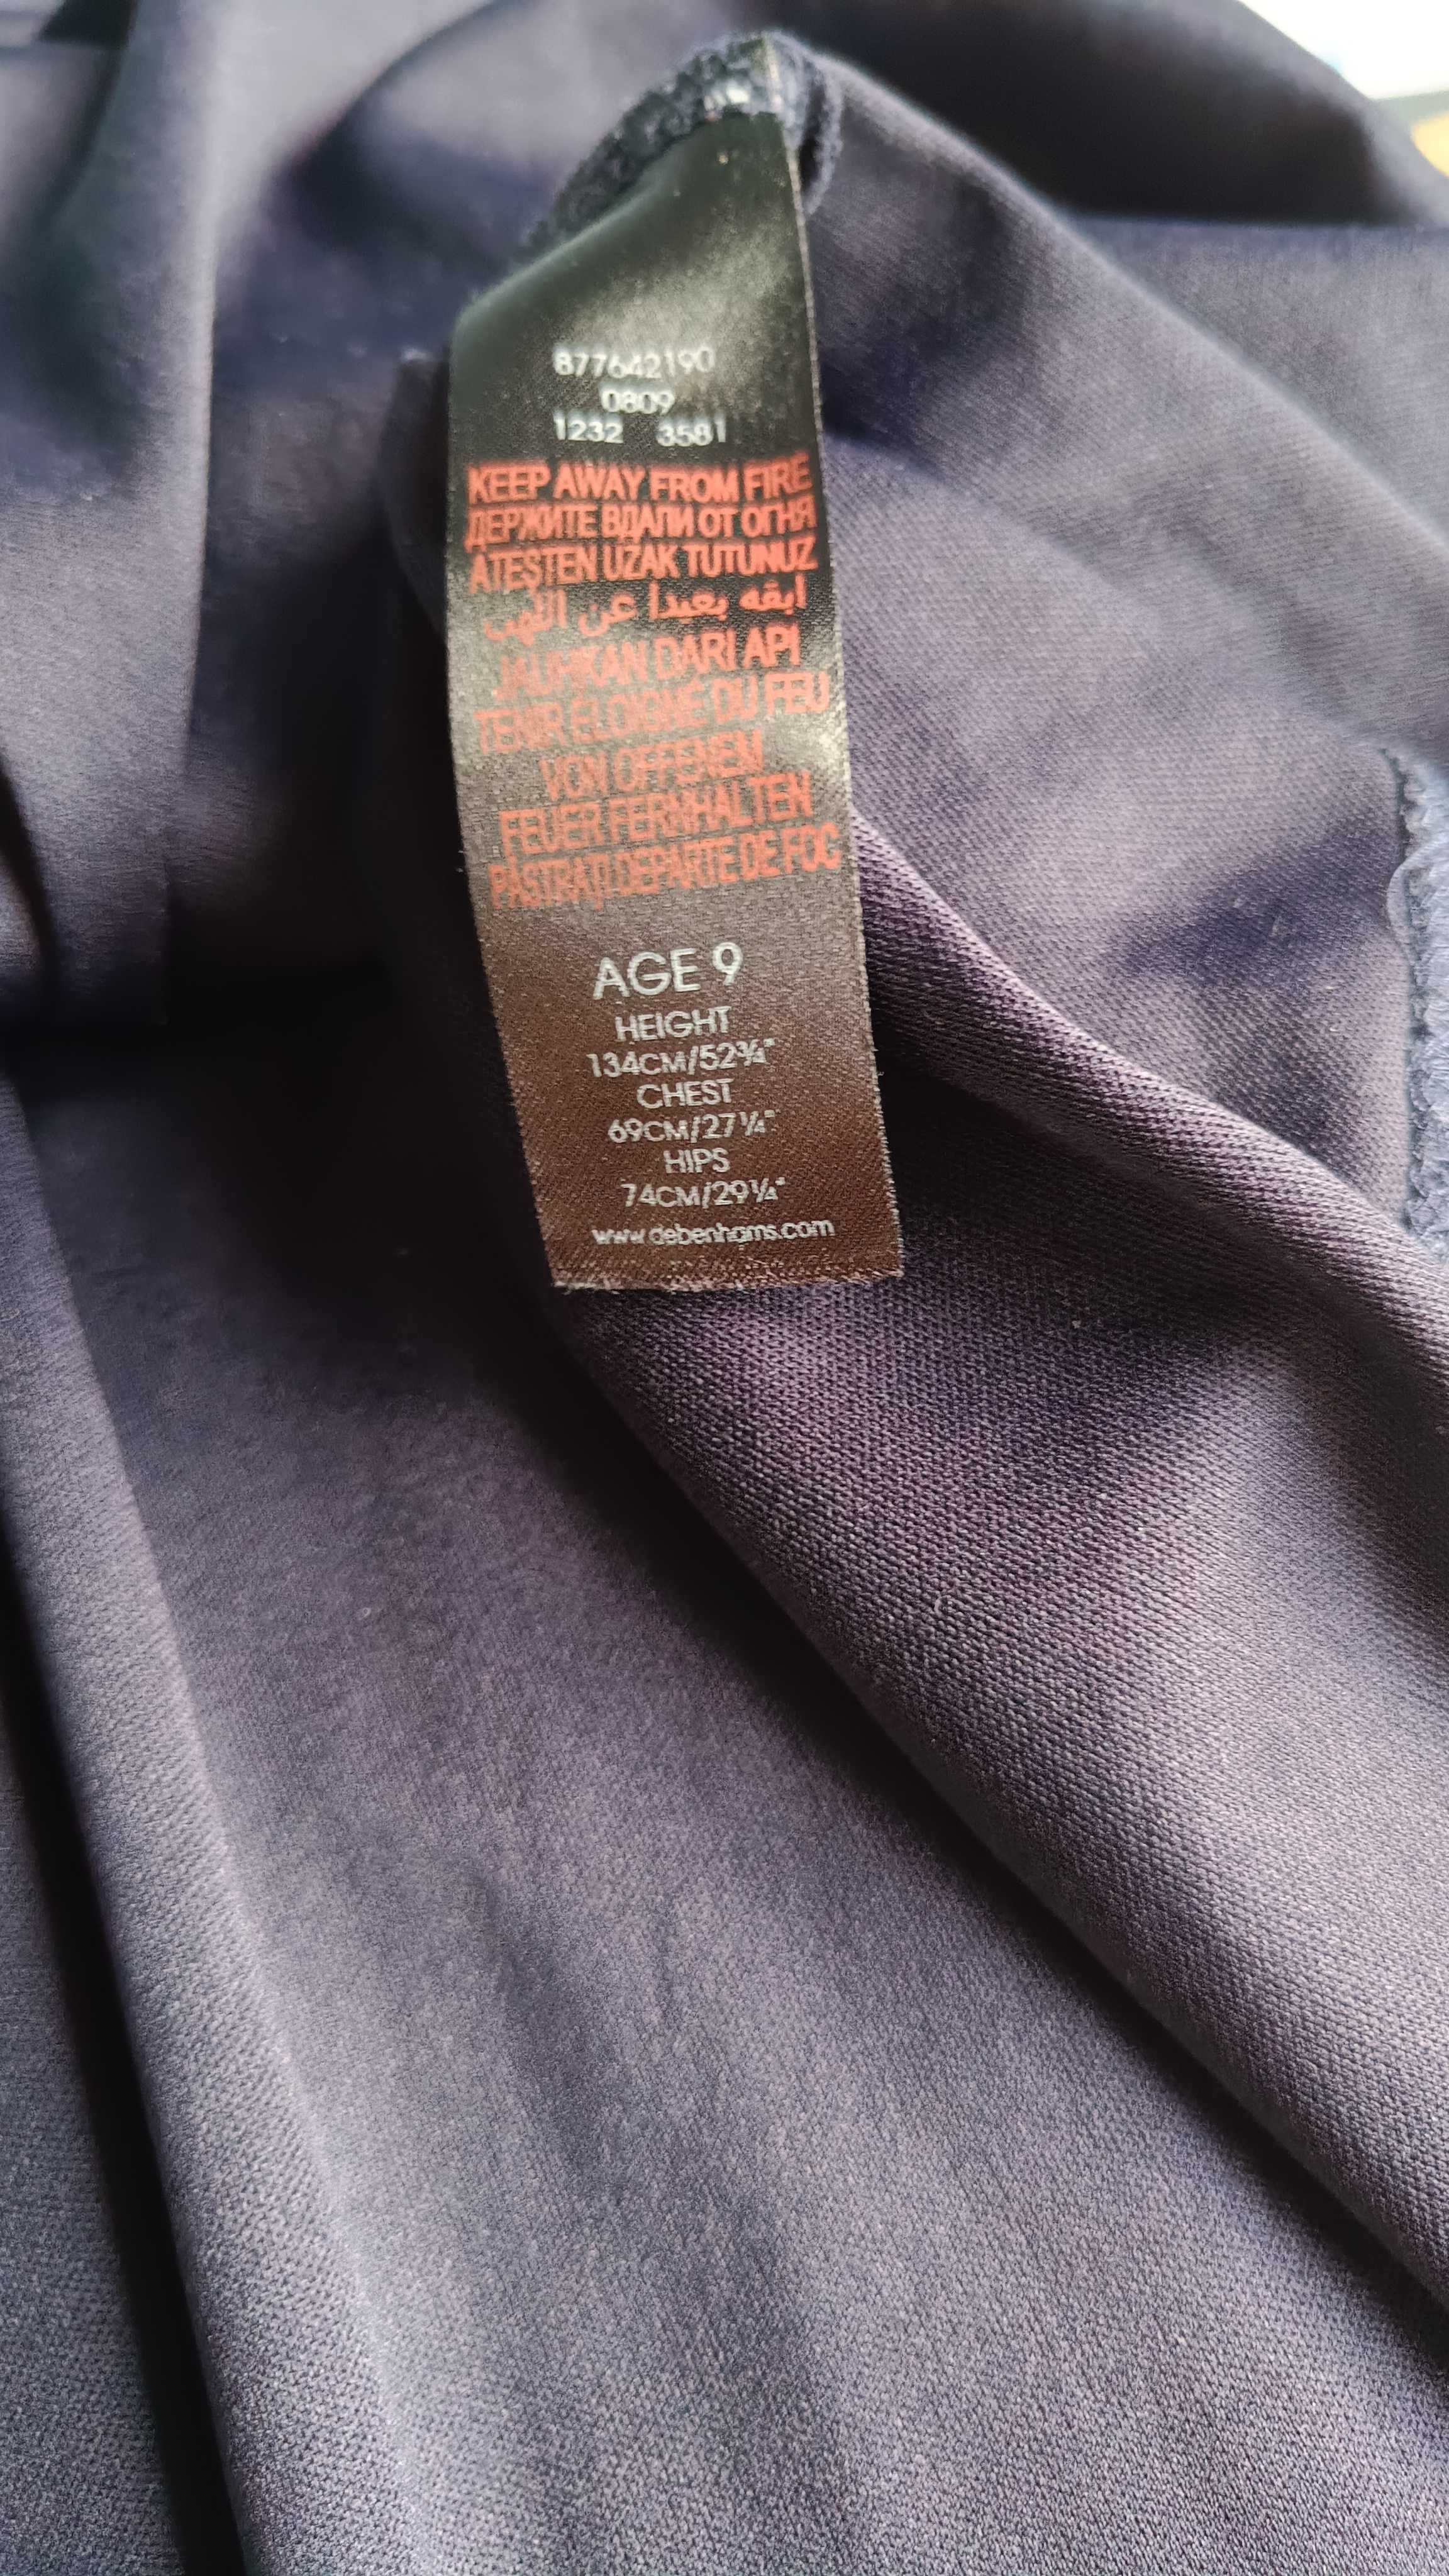 877642190
0809
1232 3581
KEEP AWAY FROM FIRE
ДЕРЖИТЕ ВДАЛИ ОТ ОГНЯ
ATEŞTEN UZAK TUTUNUZ
ابقه بعيدا عن اللهب
JAUHKAN DARI API
TENIR ÉLOIGNÉ DU FEU
VON OFFENEM
FEUER FERNHALTEN
PĂSTRAŢI DEPARTE DE FOC
AGE 9
HEIGHT
134CM/52¾"
CHEST
69CM/27¼"
HIPS
74CM/29¼"
www.debenhams.com